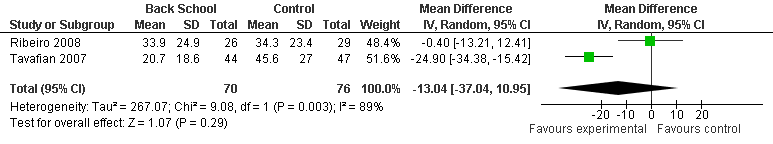 Back School Control Mean Difference Mean Difference
Study or Subgroup Mean SD Total Mean SD Total Weight IV, Random, 95% CI IV, Random, 95% CI
Ribeiro 2008 33.9 24.9 26 34.3 23.4 29 48.4% -0.40 [-13.21, 12.41]
Tavafian 2007 20.7 18.6 44 45.6 27 47 51.6% -24.90 [-34.38, -15.42]
Total (95% CI) 70 76 100.0% -13.04 [-37.04, 10.95]
Heterogeneity: Tau² = 267.07; Chi² = 9.08, df = 1 (P = 0.003); I² = 89%
Test for overall effect: Z = 1.07 (P = 0.29)
-20 -10 0 10 20
Favours experimental Favours control